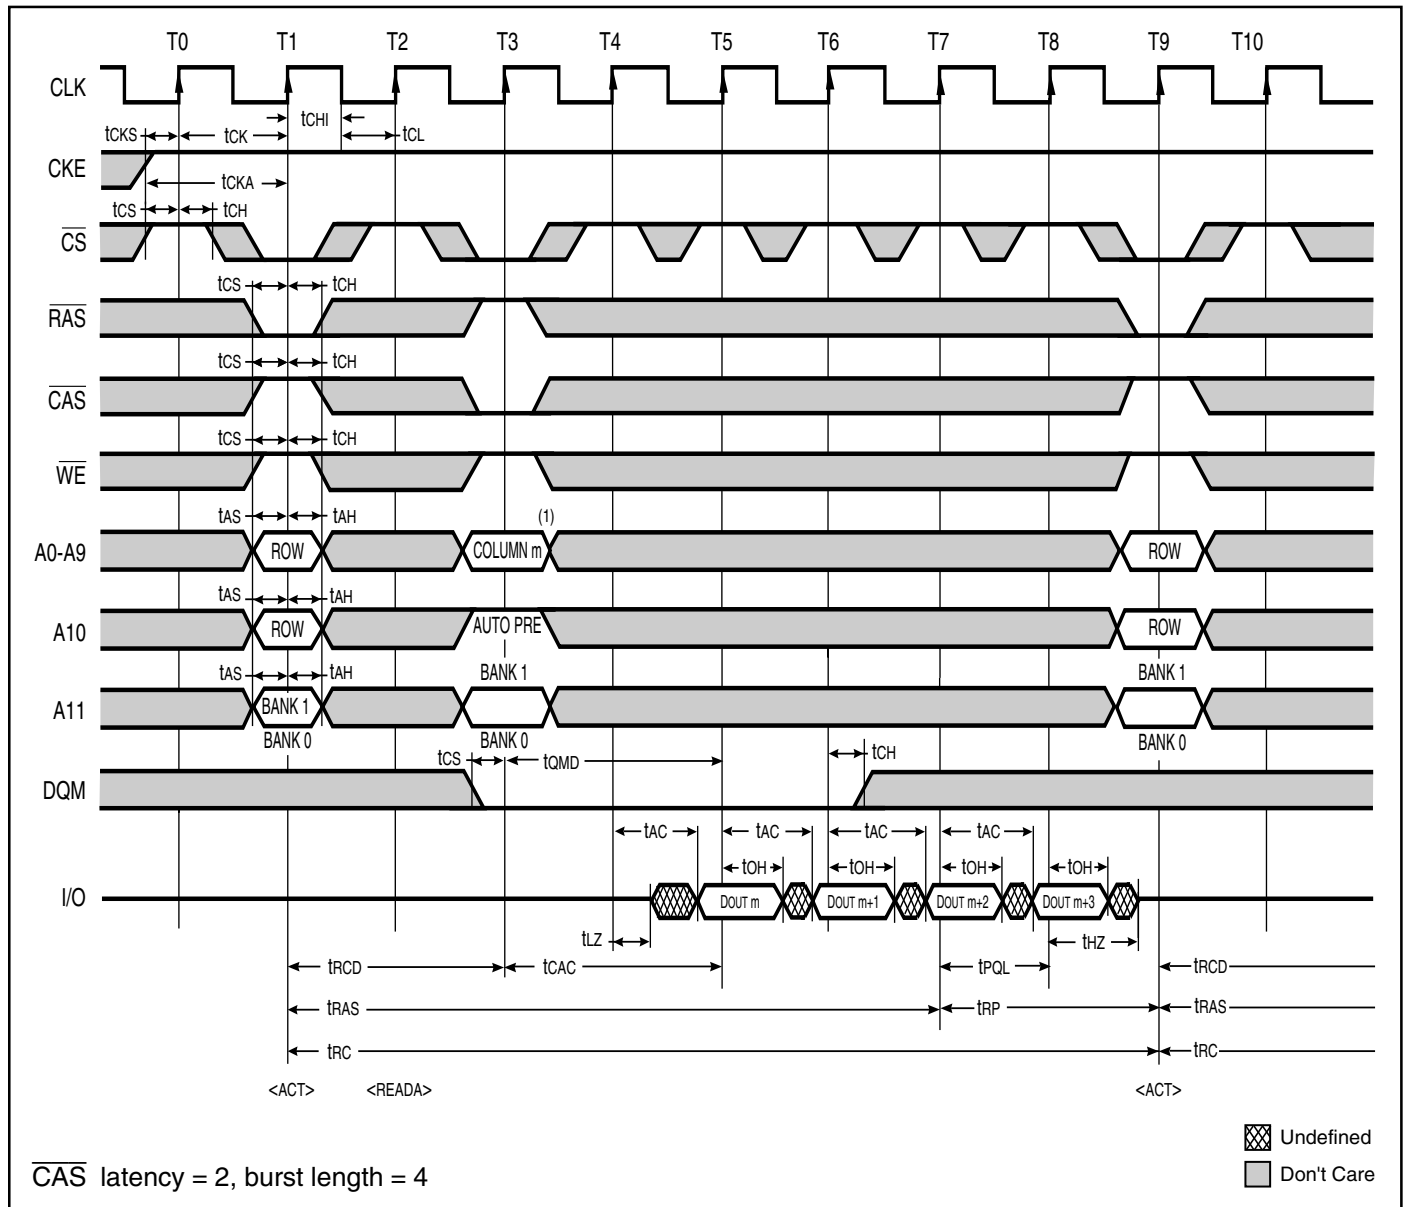 T0 T1 T2 T3 T4 T5 T6 T7 T8 T9 T10
CLK
tCHI
tCKS tCK tCL
CKE
tCKA
tCS tCH
CS
tCS tCH
RAS
tCS tCH
CAS
tCS tCH
WE
tAS tAH (1)
A0-A9 ROW COLUMN m ROW
tAS tAH
A10 ROW AUTO PRE ROW
tAS tAH BANK 1 BANK 1
A11 BANK 1
BANK 0 BANK 0 BANK 0
tCS tQMD tCH
DQM
tAC tAC tAC tAC
tOH tOH tOH tOH
I/O DOUT m DOUT m+1 DOUT m+2 DOUT m+3
tLZ tHZ
tRCD tCAC tPQL tRCD
tRAS tRP tRAS
tRC tRC
<ACT> <READA> <ACT>
Undefined
Don't Care
CAS latency = 2, burst length = 4